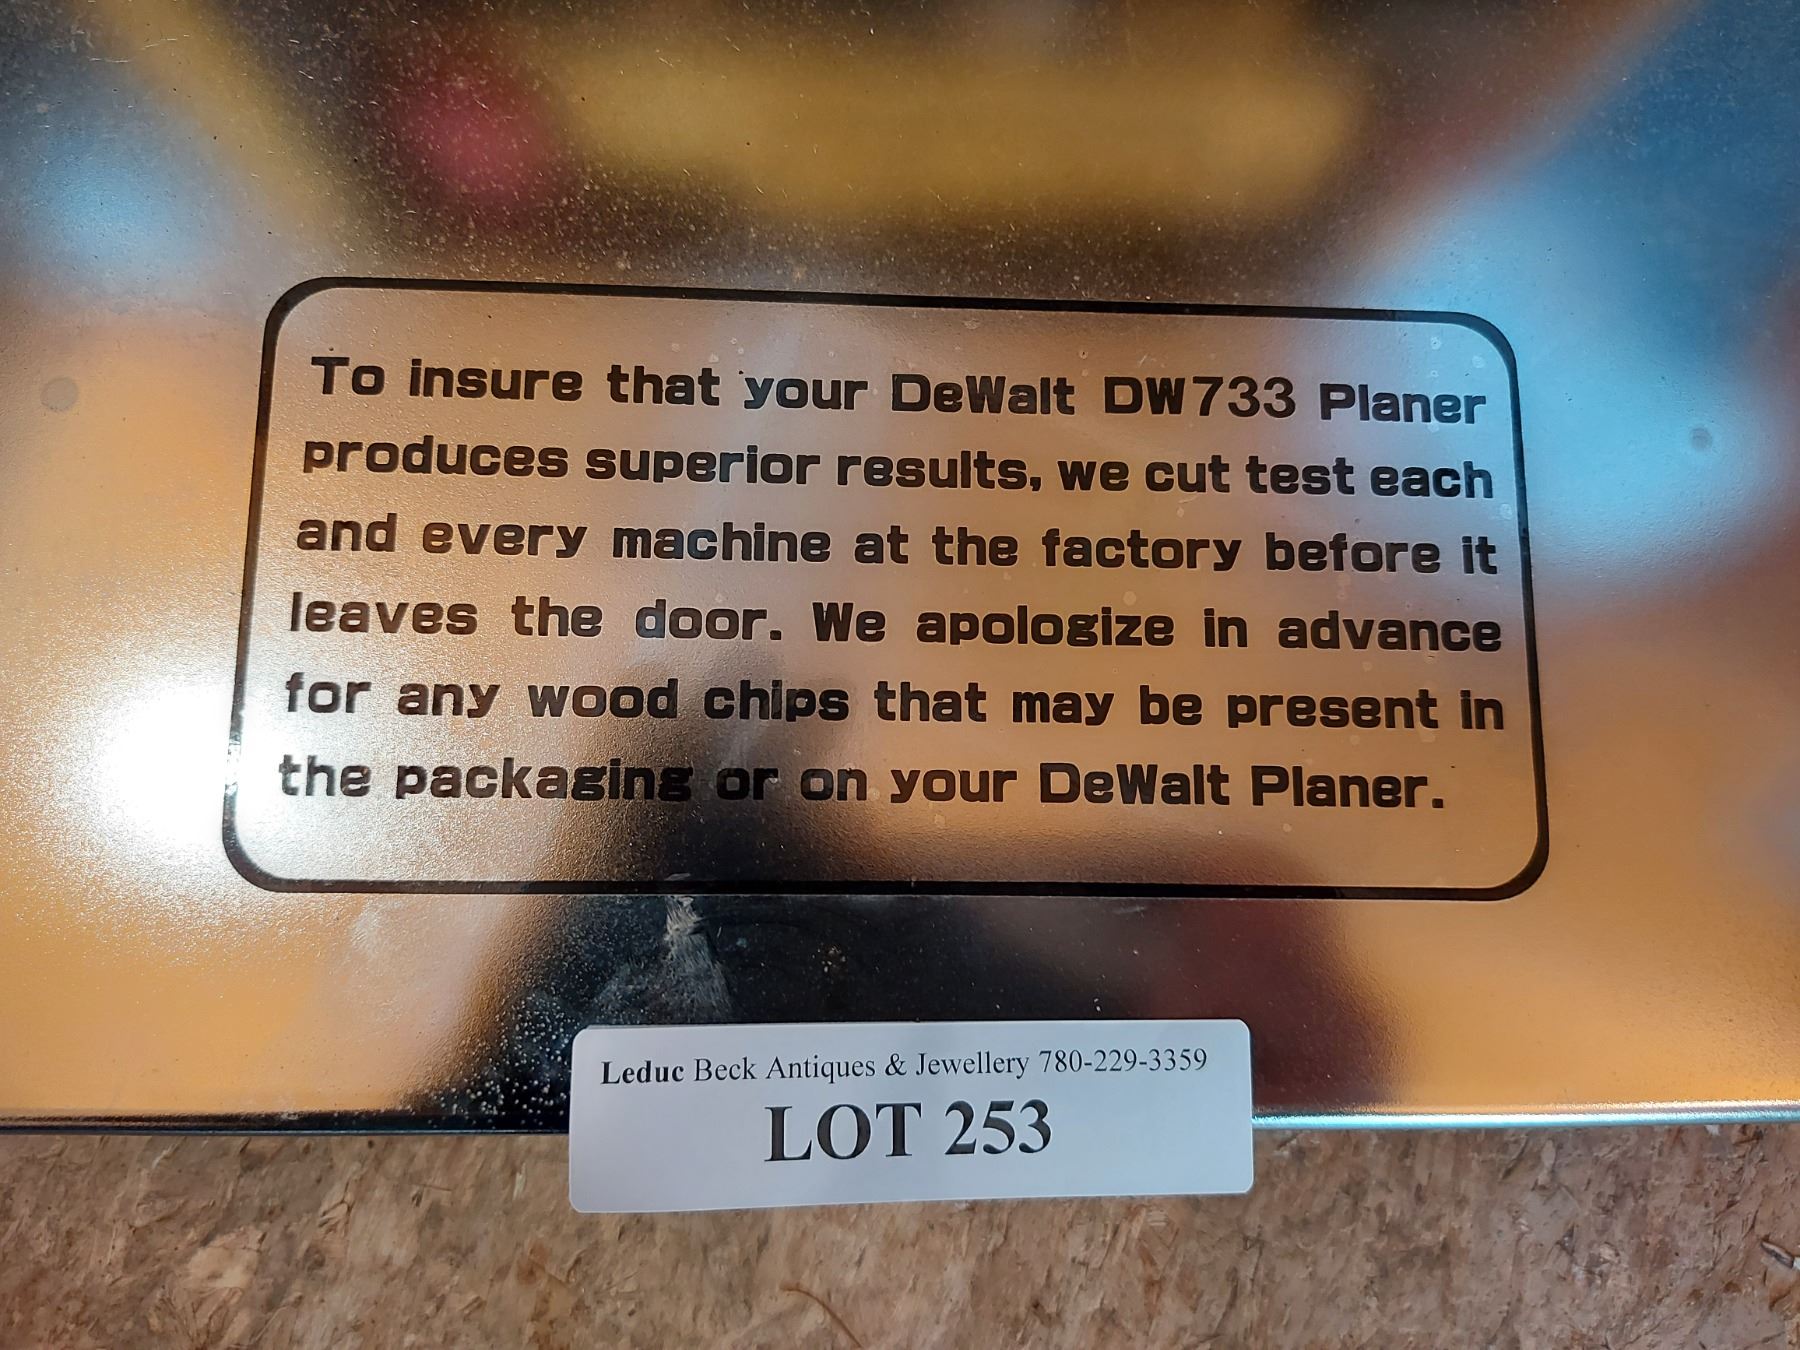 To insure that your DeWalt DW733 Planer
produces superior results, we cut test each
and every machine at the factory before it
leaves the door. We apologize in advance
for any wood chips that may be present in
the packaging or on your DeWalt Planer.
Leduc Beck Antiques & Jewellery 780-229-3359
LOT 253